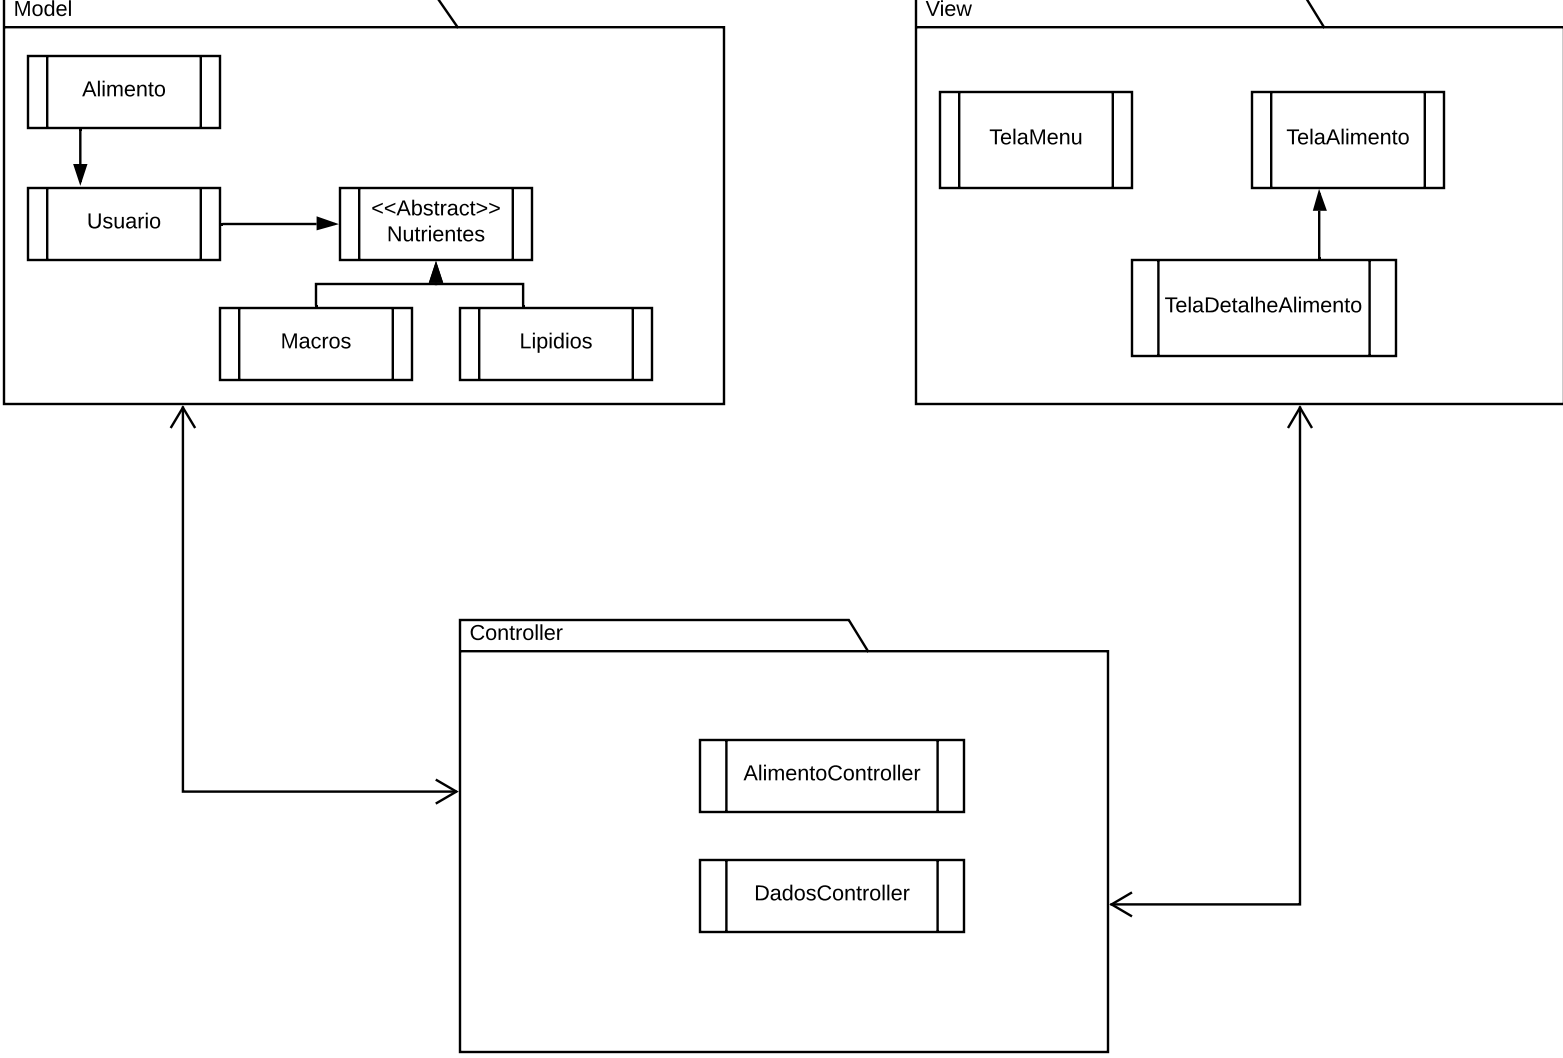 Model
Alimento
Usuario
<<Abstract>>
Nutrientes
Macros
Lipidios
View
TelaMenu
TelaAlimento
TelaDetalheAlimento
Controller
AlimentoController
DadosController